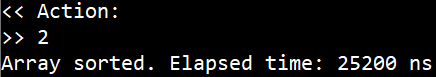 << Action:
>> 2
Array sorted. Elapsed time: 25200 ns